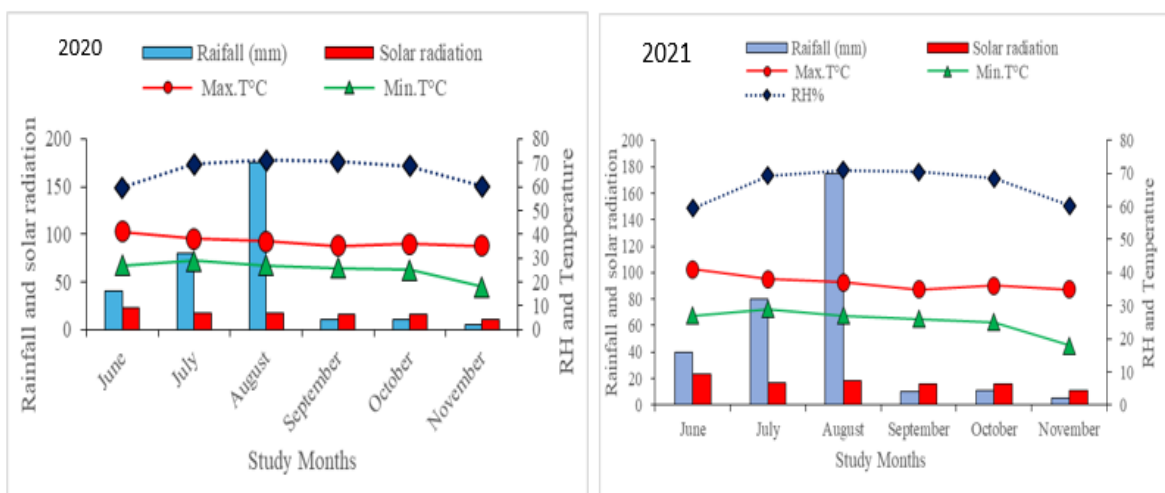 2020
Raifall (mm)
Solar radiation
Max.T°C
Min.T°C
Rainfall and solar radiation
200
150
100
50
0
80
70
60
50
40
30
20
10
0
RH and Temperature
June
July
August
September
October
November
Study Months
2021
Raifall (mm)
Solar radiation
Max.T°C
Min.T°C
RH%
Rainfall and solar radiation
200
180
160
140
120
100
80
60
40
20
0
80
70
60
50
40
30
20
10
0
RH and Temperature
June
July
August
September
October
November
Study Months